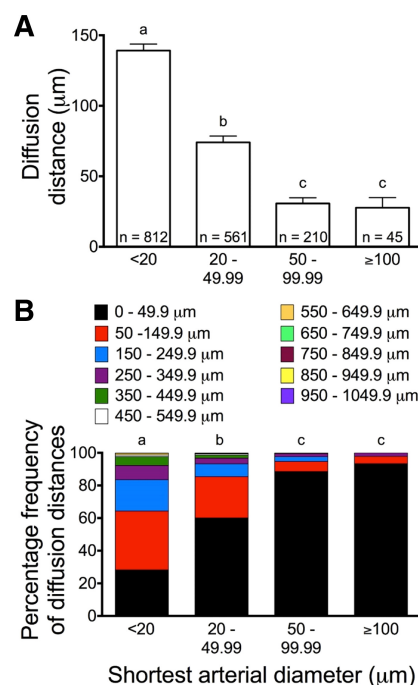 A
150
100
50
0
Diffusion
distance (μm)
a
b
c
c
n = 812
n = 561
n = 210
n = 45
<20
20 -
49.99
50 -
99.99
≥100
B
0 - 49.9 μm
50 -149.9 μm
150 - 249.9 μm
250 - 349.9 μm
350 - 449.9 μm
450 - 549.9 μm
550 - 649.9 μm
650 - 749.9 μm
750 - 849.9 μm
850 - 949.9 μm
950 - 1049.9 μm
Percentage frequency
of diffusion distances
100
80
60
40
20
0
a
b
c
c
<20
20 -
49.99
50 -
99.99
≥100
Shortest arterial diameter (μm)